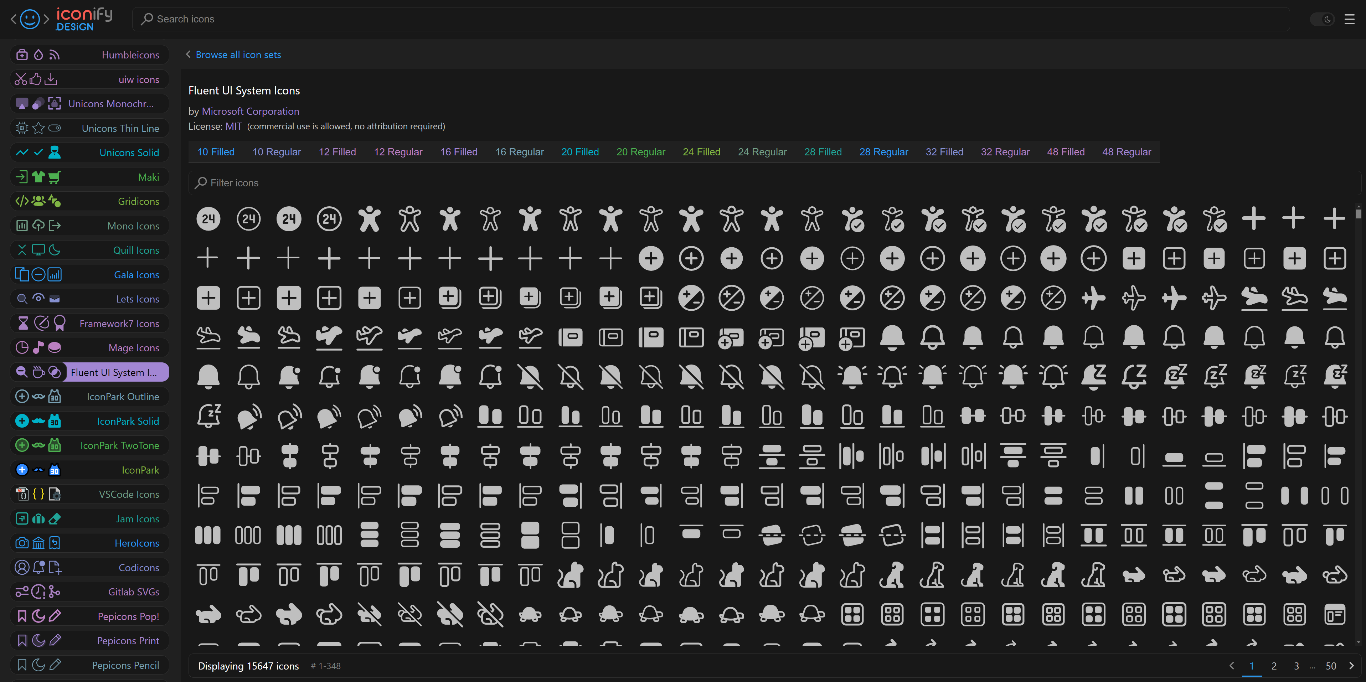 iconify
DESIGN
Search icons
Browse all icon sets
Humbleicons
uiw icons
Unicons Monochr...
Unicons Thin Line
Unicons Solid
Maki
Gridicons
Mono Icons
Quill Icons
Gala Icons
Lets Icons
Framework7 Icons
Mage Icons
Fluent UI System I...
IconPark Outline
IconPark Solid
IconPark TwoTone
IconPark
VSCode Icons
Jam Icons
HeroIcons
Codicons
Gitlab SVGs
Pepicons Pop!
Pepicons Print
Pepicons Pencil
Fluent UI System Icons
by Microsoft Corporation
License: MIT (commercial use is allowed, no attribution required)
10 Filled 10 Regular 12 Filled 12 Regular 16 Filled 16 Regular 20 Filled 20 Regular 24 Filled 24 Regular 28 Filled 28 Regular 32 Filled 32 Regular 48 Filled 48 Regular
Filter icons
24 24 24 24
Displaying 15647 icons # 1-348
1 2 3 ... 50